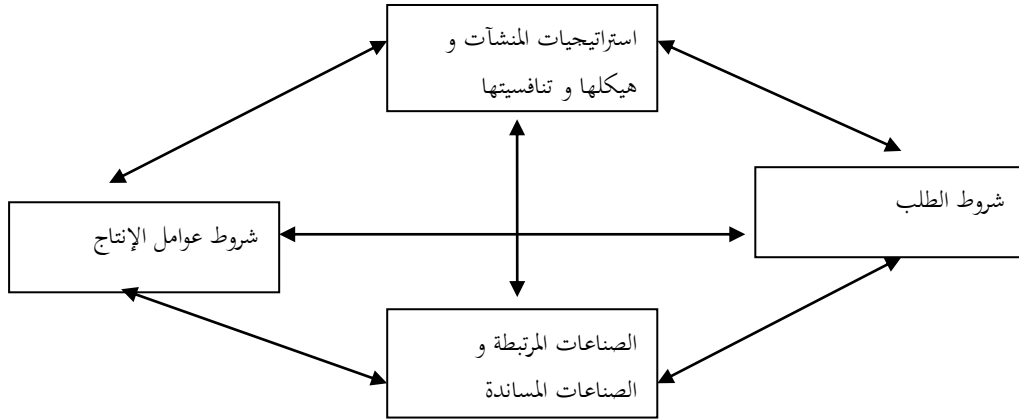 استراتيجيات المنشآت و
هيكلها و تنافسيتها
شروط الطلب
شروط عوامل الإنتاج
الصناعات المرتبطة و
الصناعات المساندة